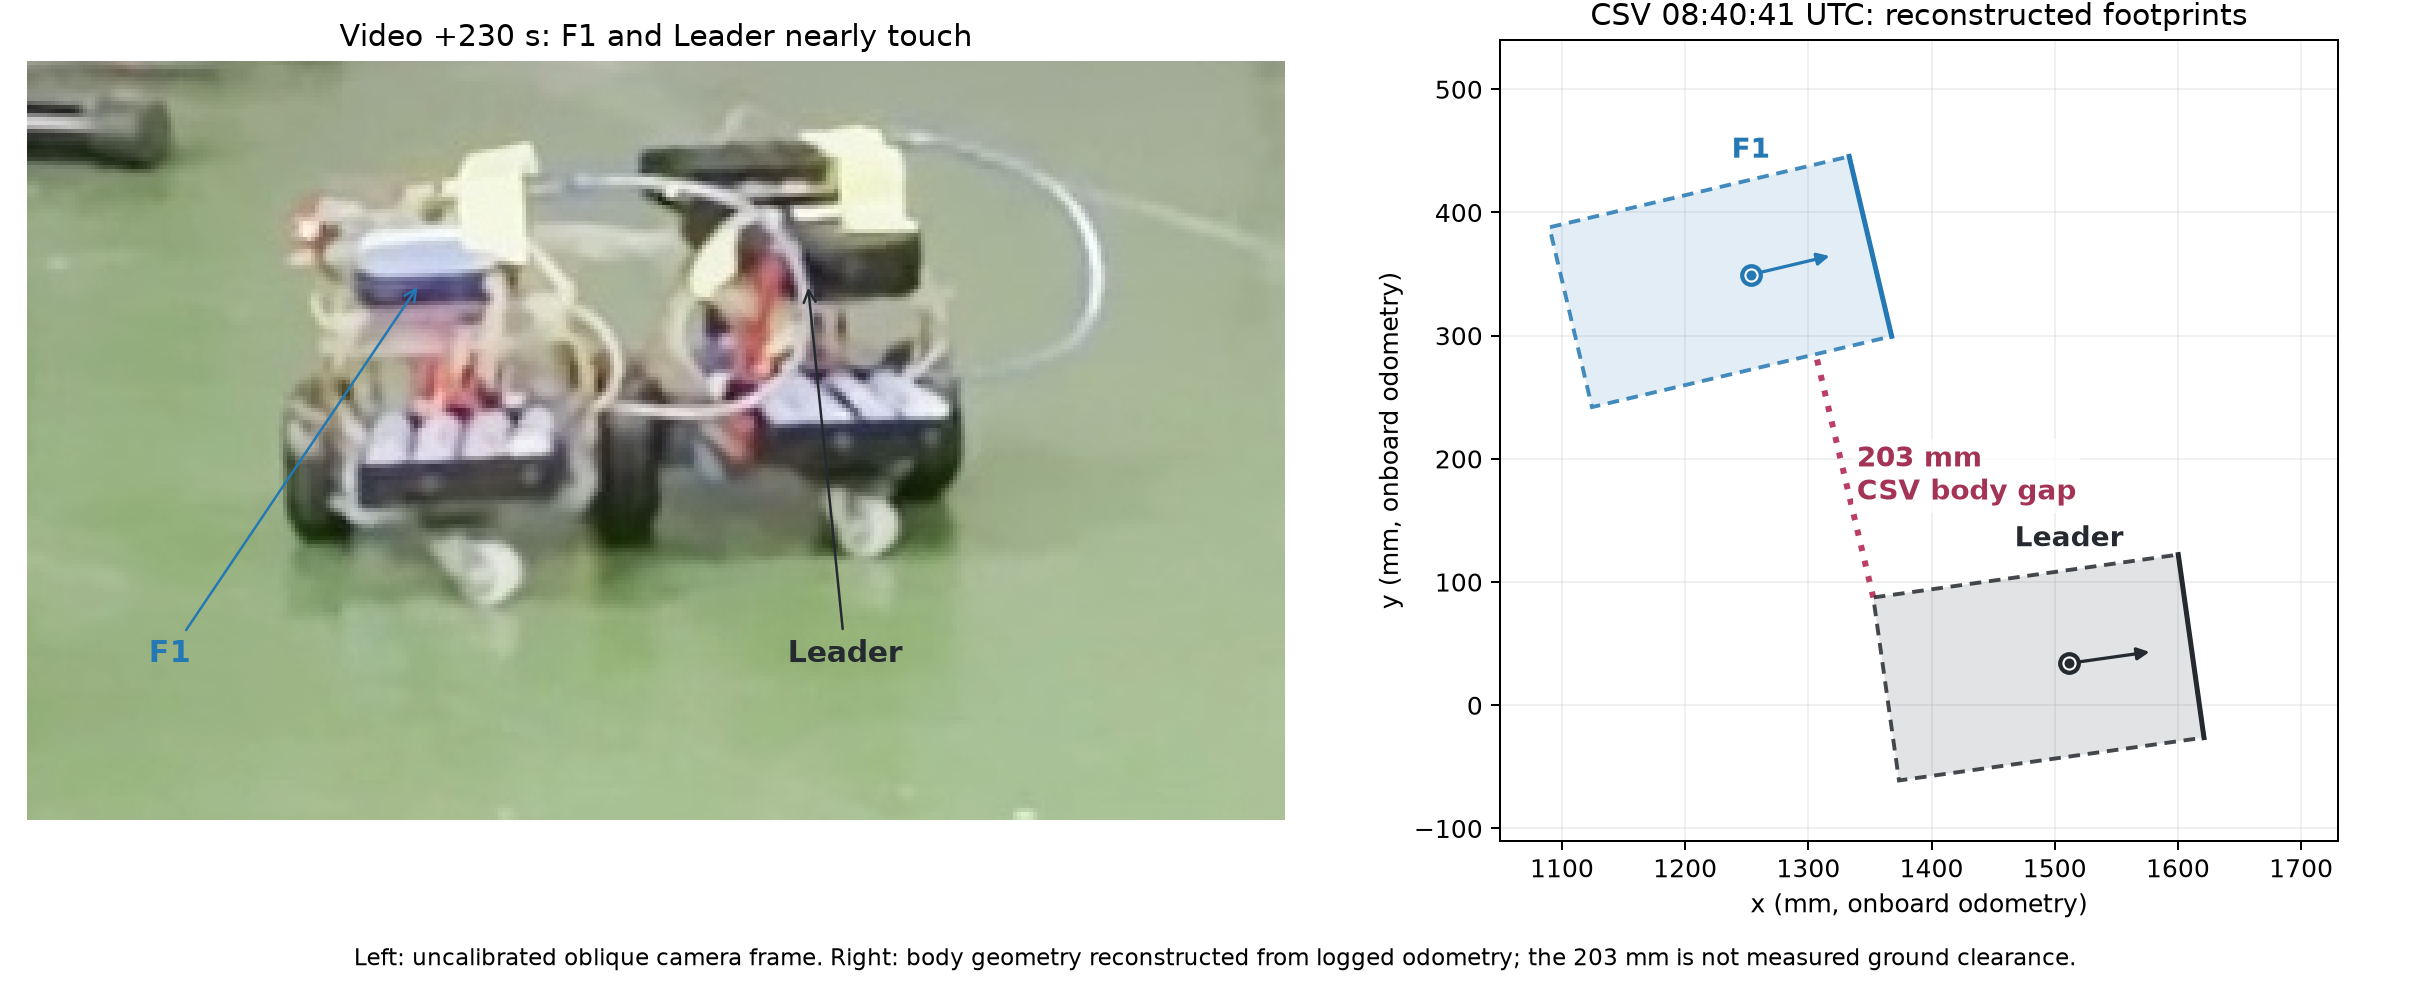 Video +230 s: F1 and Leader nearly touch
F1
Leader
CSV 08:40:41 UTC: reconstructed footprints
y (mm, onboard odometry)
500
400
300
200
100
0
−100
F1
203 mm
CSV body gap
Leader
1100 1200 1300 1400 1500 1600 1700
x (mm, onboard odometry)
Left: uncalibrated oblique camera frame. Right: body geometry reconstructed from logged odometry; the 203 mm is not measured ground clearance.